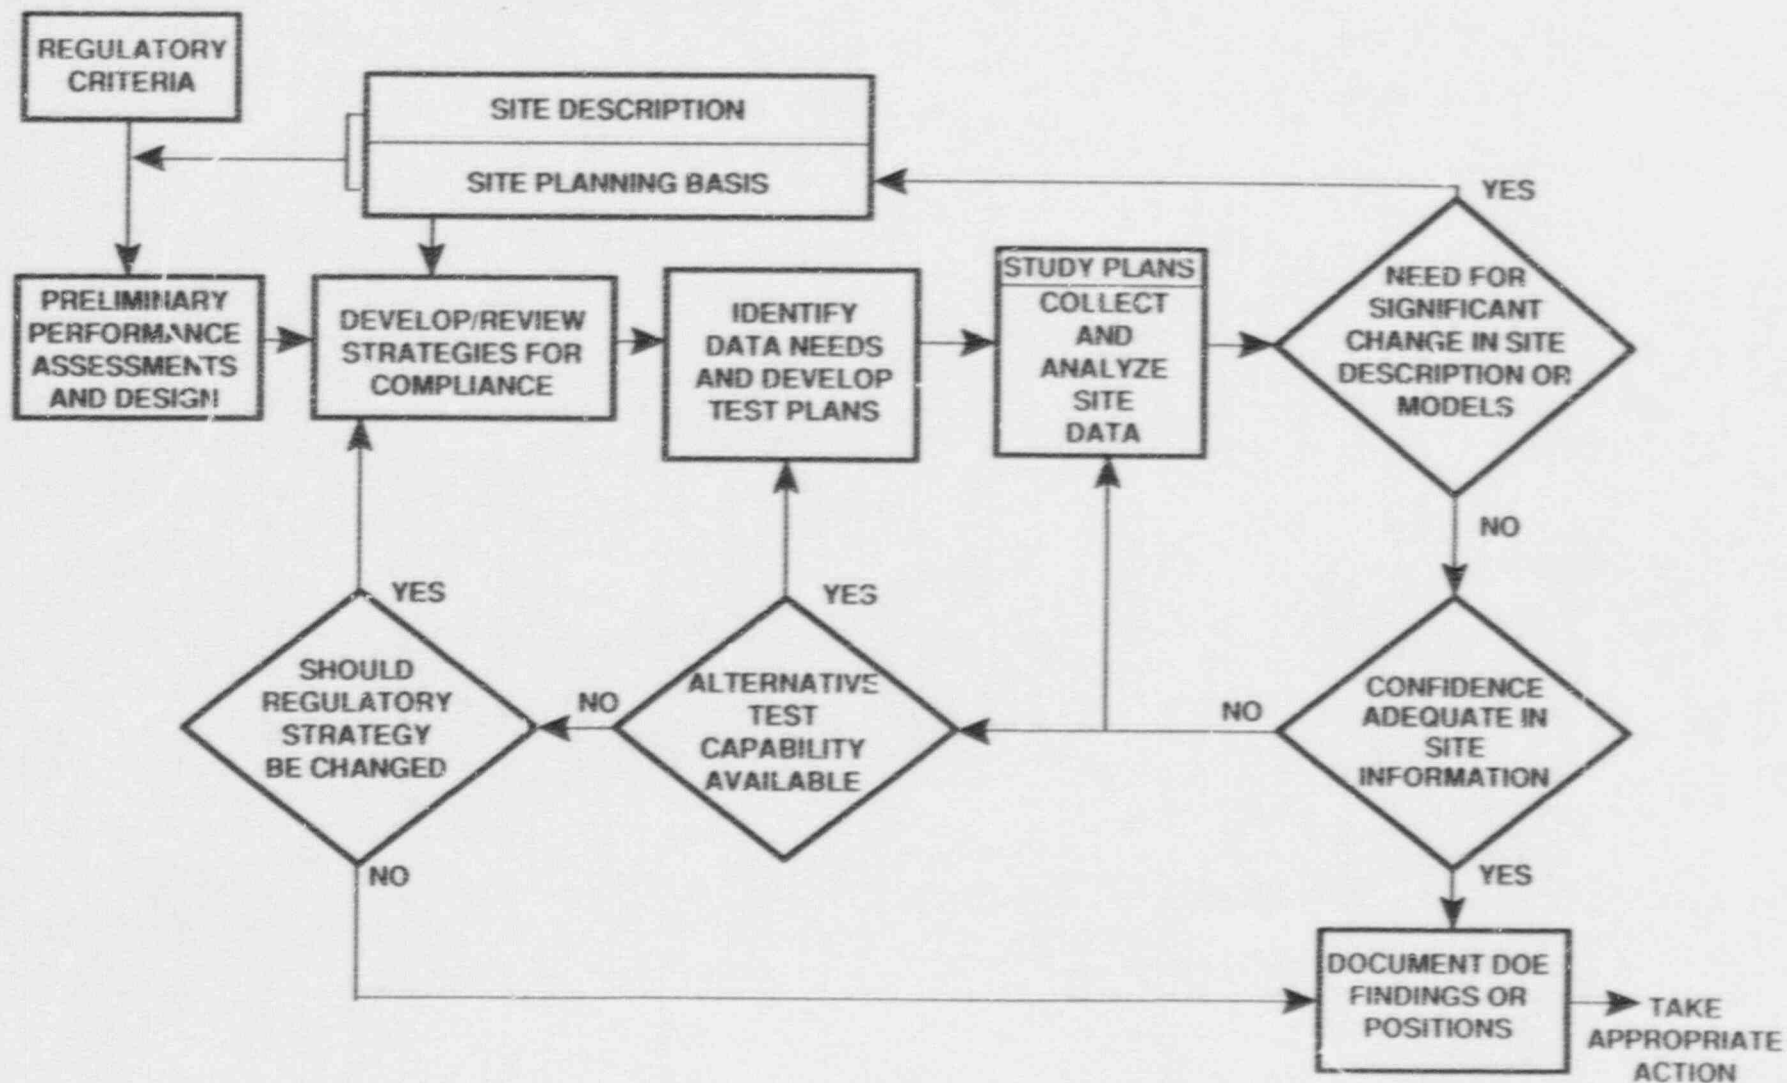 REGULATORY
CRITERIA
SITE DESCRIPTION
SITE PLANNING BASIS
YES
PRELIMINARY
PERFORMANCE
ASSESSMENTS
AND DESIGN
DEVELOP/REVIEW
STRATEGIES FOR
COMPLIANCE
IDENTIFY
DATA NEEDS
AND DEVELOP
TEST PLANS
STUDY PLANS
COLLECT
AND
ANALYZE
SITE
DATA
NEED FOR
SIGNIFICANT
CHANGE IN SITE
DESCRIPTION OR
MODELS
NO
YES
SHOULD
REGULATORY
STRATEGY
BE CHANGED
NO
YES
ALTERNATIVE
TEST
CAPABILITY
AVAILABLE
NO
NO
CONFIDENCE
ADEQUATE IN
SITE
INFORMATION
YES
DOCUMENT DOE
FINDINGS OR
POSITIONS
TAKE
APPROPRIATE
ACTION